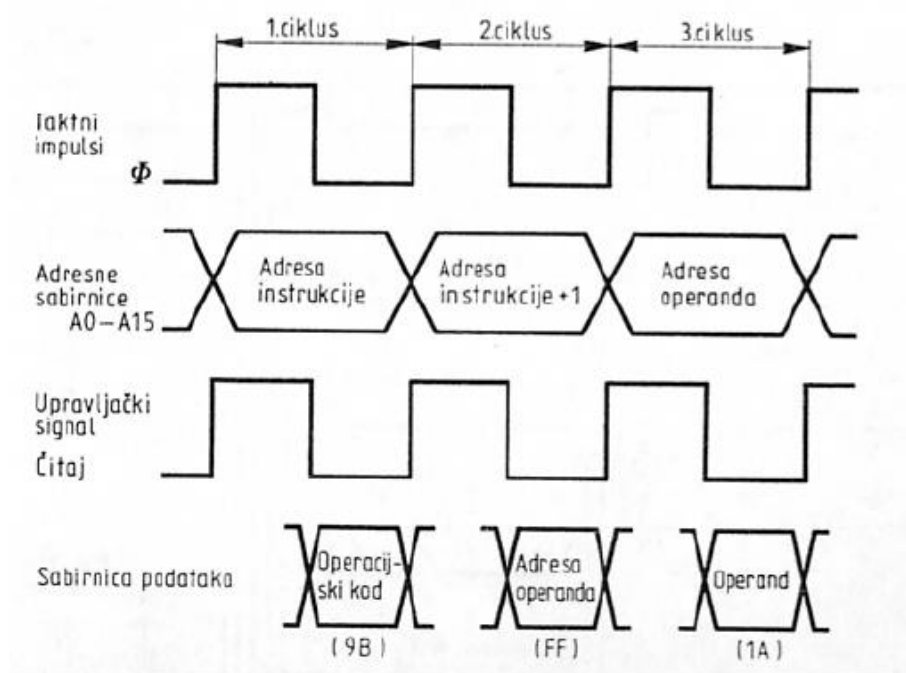 1.ciklus 2.ciklus 3.ciklus
Taktni
impulsi
Φ
Adresne
sabirnice
A0–A15
Adresa
instrukcije
Adresa
instrukcije +1
Adresa
operanda
Upravljački
signal
Čitaj
Sabirnica podataka
Operacij-
ski kod
Adresa
operanda
Operand
(9B) (FF) (1A)